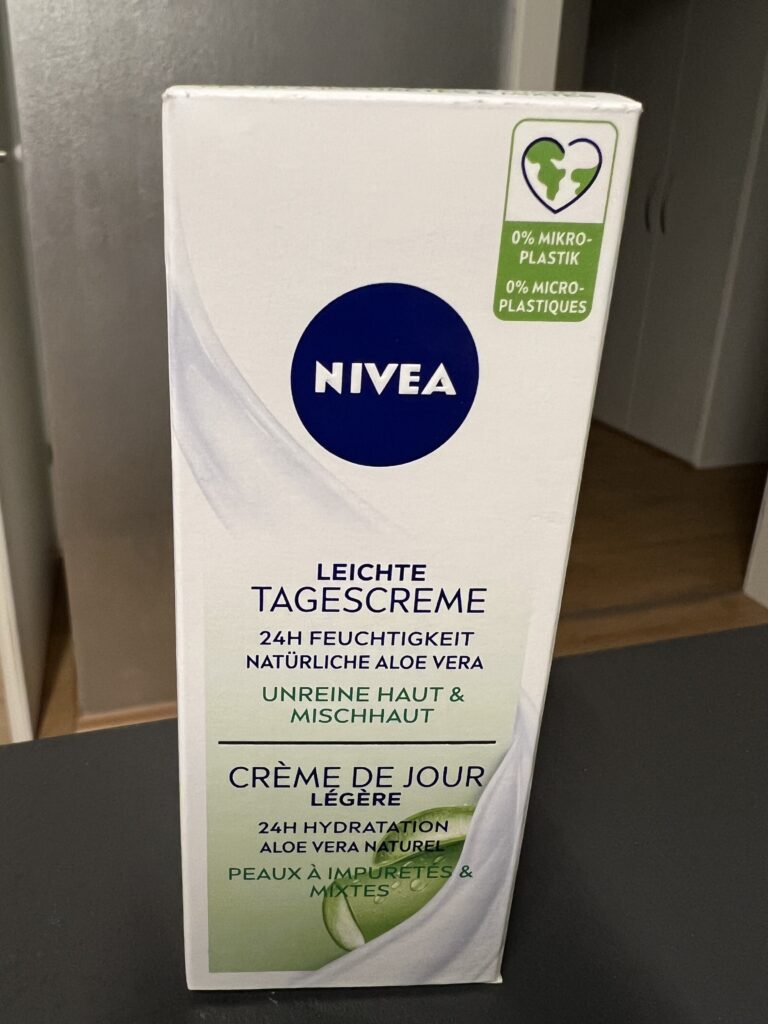 0% MIKRO-
PLASTIK
0% MICRO-
PLASTIQUES
NIVEA
LEICHTE
TAGESCREME
24H FEUCHTIGKEIT
NATÜRLICHE ALOE VERA
UNREINE HAUT &
MISCHHAUT
CRÈME DE JOUR
LÉGÈRE
24H HYDRATATION
ALOE VERA NATUREL
PEAUX À IMPURETÉS &
MIXTES